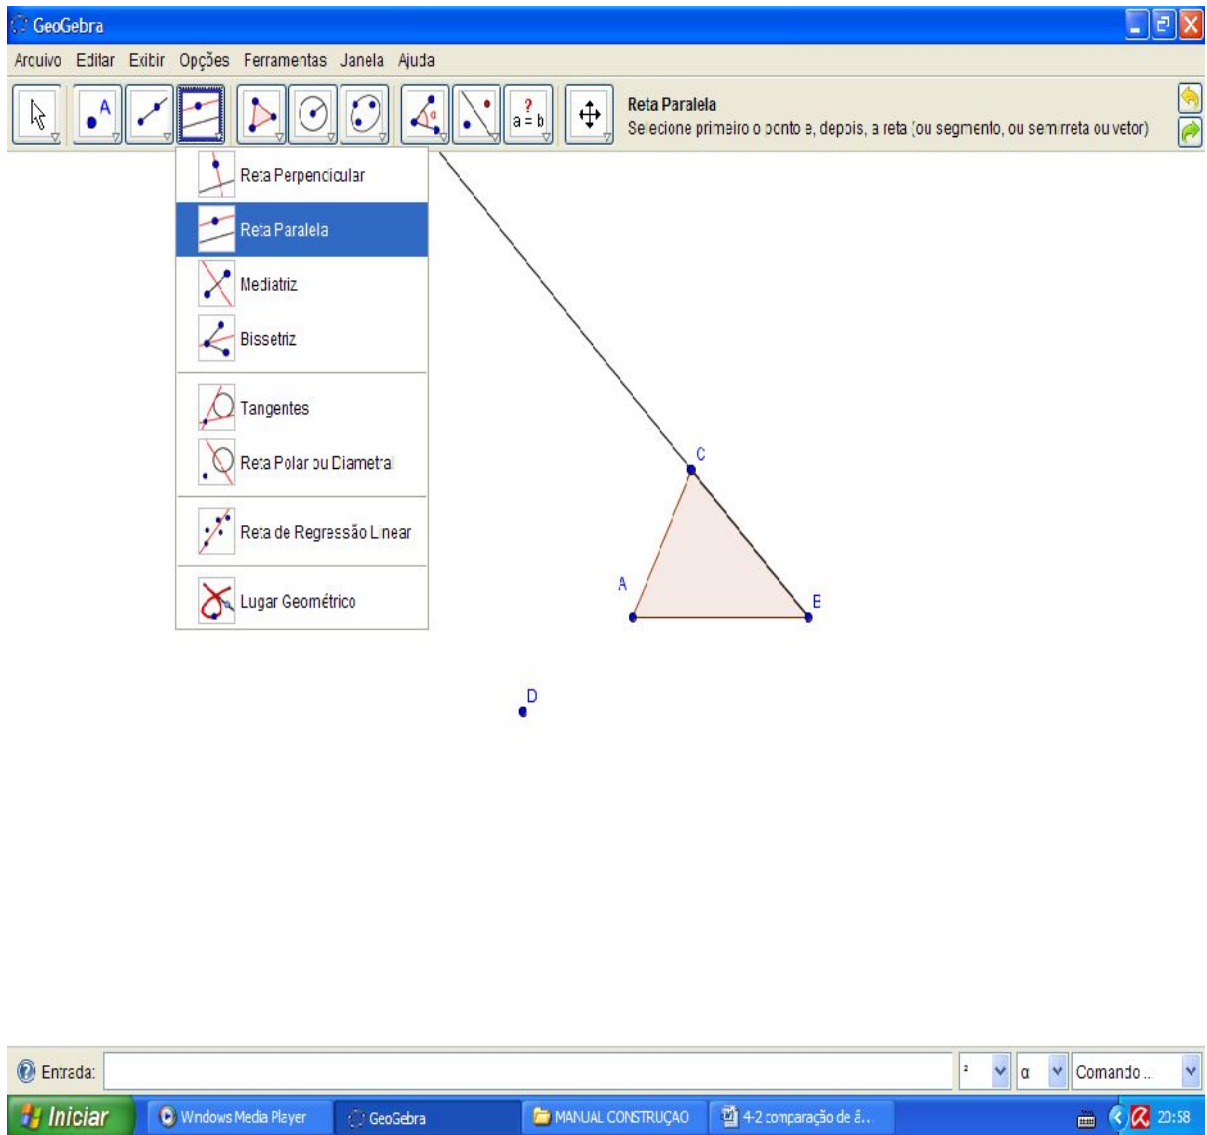 GeoGebra
Arquivo Editar Exibir Opções Ferramentas Janela Ajuda
A
α
?
a = b
Reta Paralela
Selecione primeiro o ponto e, depois, a reta (ou segmento, ou semirreta ou vetor)
Reta Perpendicular
Reta Paralela
Mediatriz
Bissetriz
Tangentes
Reta Polar ou Diametral
Reta de Regressão Linear
Lugar Geométrico
C
A
B
D
Entrada:
² α Comando ...
Iniciar
Windows Media Player
GeoGebra
MANUAL CONSTRUÇAO
4-2 comparação de â...
20:58